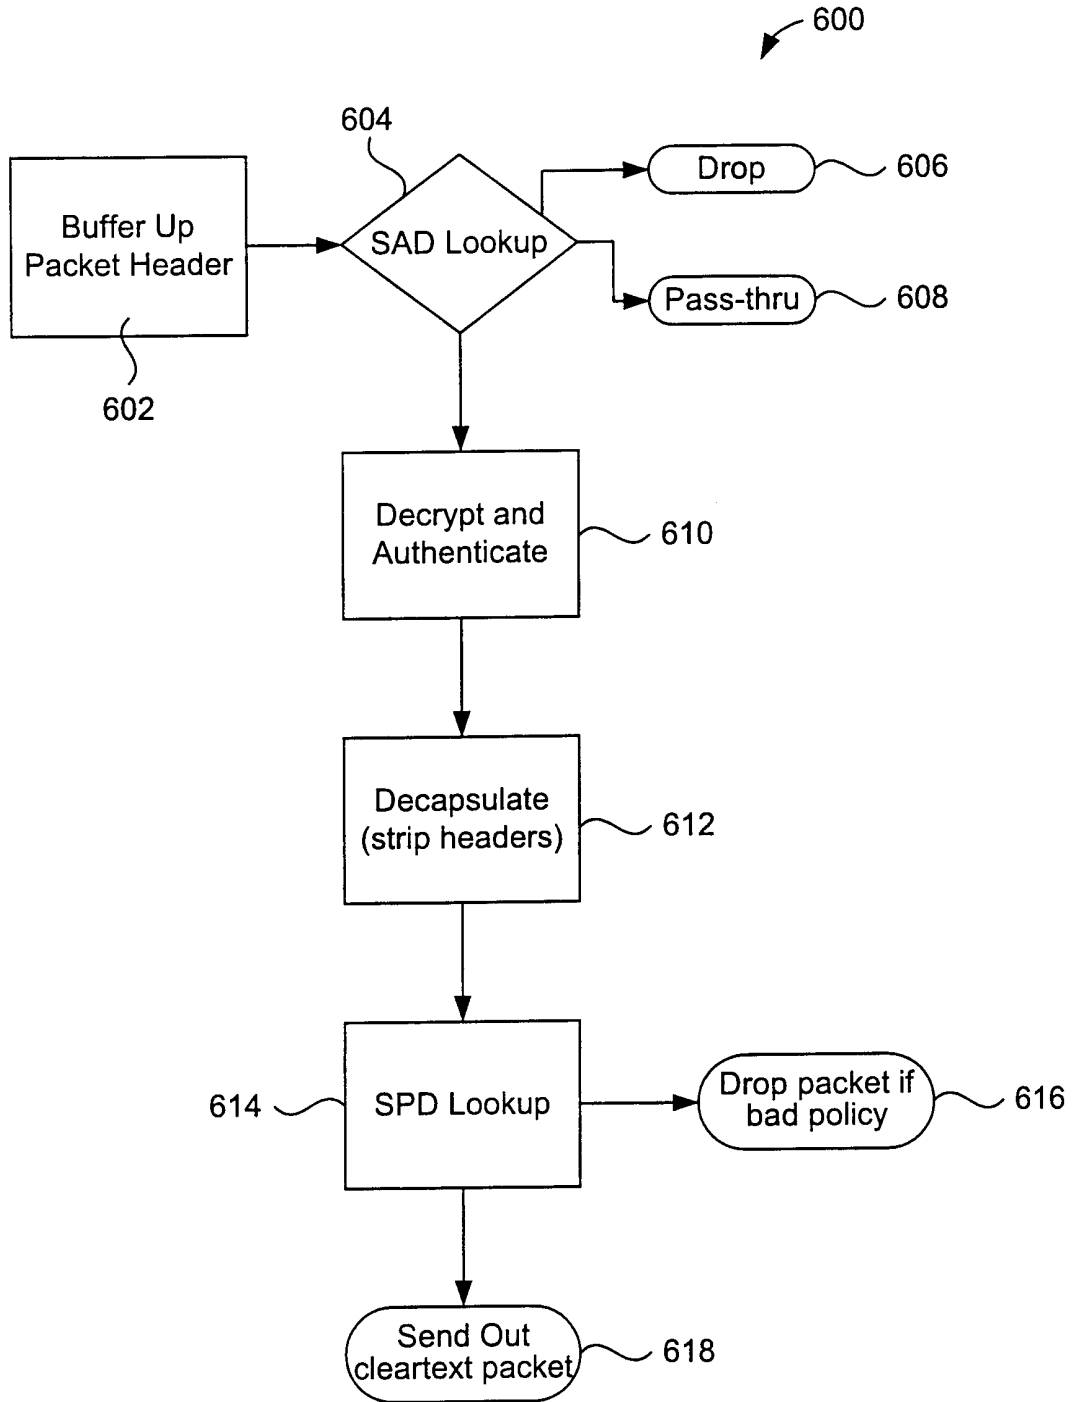 600
604
Drop
606
Buffer Up
Packet Header
SAD Lookup
Pass-thru
608
602
Decrypt and
Authenticate
610
Decapsulate
(strip headers)
612
614
SPD Lookup
Drop packet if
bad policy
616
Send Out
cleartext packet
618